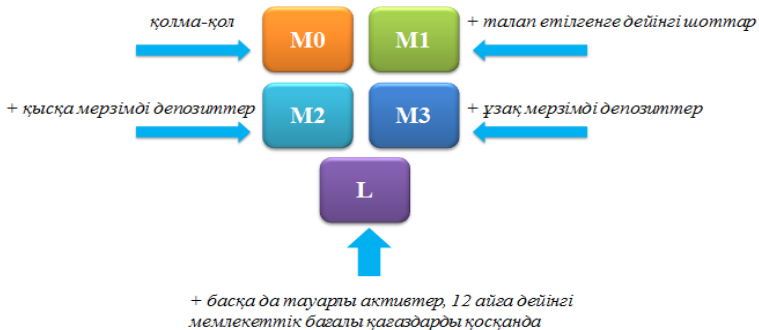 қолма-қол
M0
M1
+ талап етілгенге дейінгі шоттар
+ қысқа мерзімді депозиттер
M2
M3
+ ұзақ мерзімді депозиттер
L
+ басқа да тауарлы активтер, 12 айға дейінгі
мемлекеттік бағалы қағаздарды қосқанда